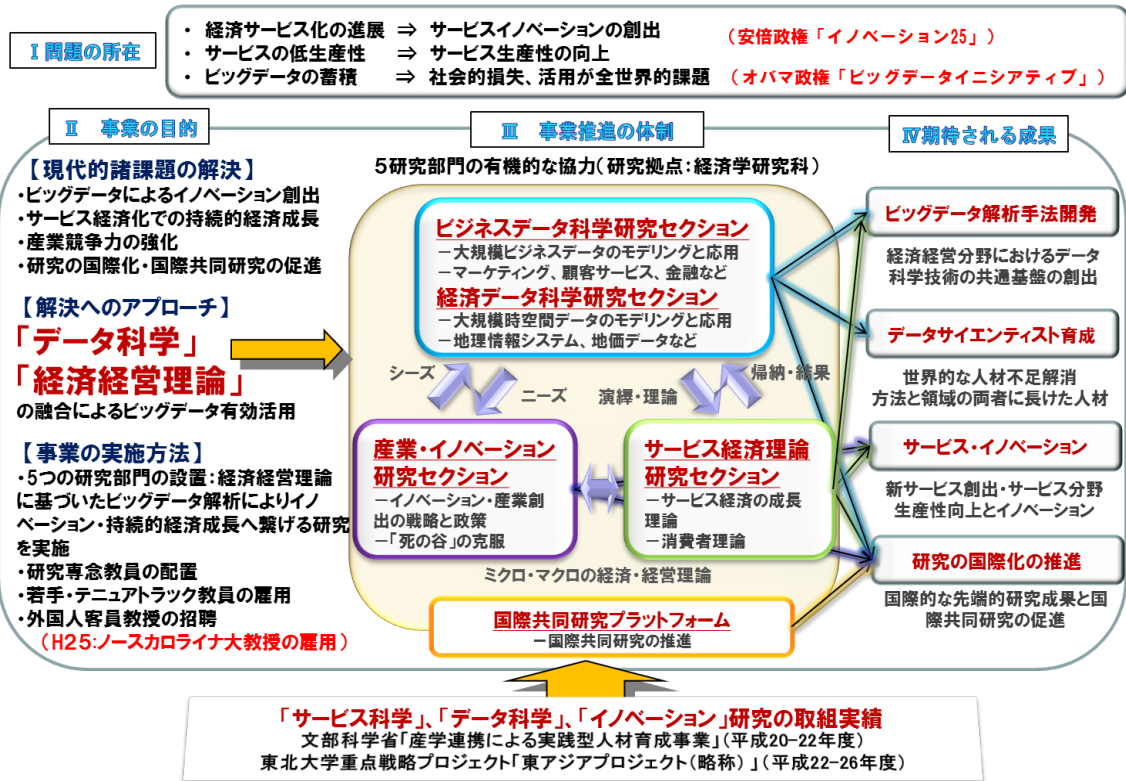 Ⅰ問題の所在
・ 経済サービス化の進展 ⇒ サービスイノベーションの創出 （安倍政権「イノベーション25」）
・ サービスの低生産性 ⇒ サービス生産性の向上
・ ビッグデータの蓄積 ⇒ 社会的損失、活用が全世界的課題 （オバマ政権「ビッグデータイニシアティブ」）
Ⅱ 事業の目的
【現代的諸課題の解決】
・ビッグデータによるイノベーション創出
・サービス経済化での持続的経済成長
・産業競争力の強化
・研究の国際化・国際共同研究の促進
【解決へのアプローチ】
「データ科学」
「経済経営理論」
の融合によるビッグデータ有効活用
【事業の実施方法】
・5つの研究部門の設置：経済経営理論
に基づいたビッグデータ解析によりイノ
ベーション・持続的経済成長へ繋げる研究
を実施
・研究専念教員の配置
・若手・テニュアトラック教員の雇用
・外国人客員教授の招聘
（H25:ノースカロライナ大教授の雇用）
Ⅲ 事業推進の体制
5研究部門の有機的な協力（研究拠点：経済学研究科）
ビジネスデータ科学研究セクション
－大規模ビジネスデータのモデリングと応用
－マーケティング、顧客サービス、金融など
経済データ科学研究セクション
－大規模時空間データのモデリングと応用
－地理情報システム、地価データなど
シーズ
ニーズ
演繹・理論
帰納・結果
産業・イノベーション
研究セクション
－イノベーション・産業創
出の戦略と政策
－「死の谷」の克服
サービス経済理論
研究セクション
－サービス経済の成長
理論
－消費者理論
ミクロ・マクロの経済・経営理論
国際共同研究プラットフォーム
－国際共同研究の推進
Ⅳ期待される成果
ビッグデータ解析手法開発
経済経営分野におけるデータ
科学技術の共通基盤の創出
データサイエンティスト育成
世界的な人材不足解消
方法と領域の両者に長けた人材
サービス・イノベーション
新サービス創出・サービス分野
生産性向上とイノベーション
研究の国際化の推進
国際的な先端的研究成果と国
際共同研究の促進
「サービス科学」、「データ科学」、「イノベーション」研究の取組実績
文部科学省「産学連携による実践型人材育成事業」（平成20-22年度）
東北大学重点戦略プロジェクト「東アジアプロジェクト（略称）」（平成22-26年度）